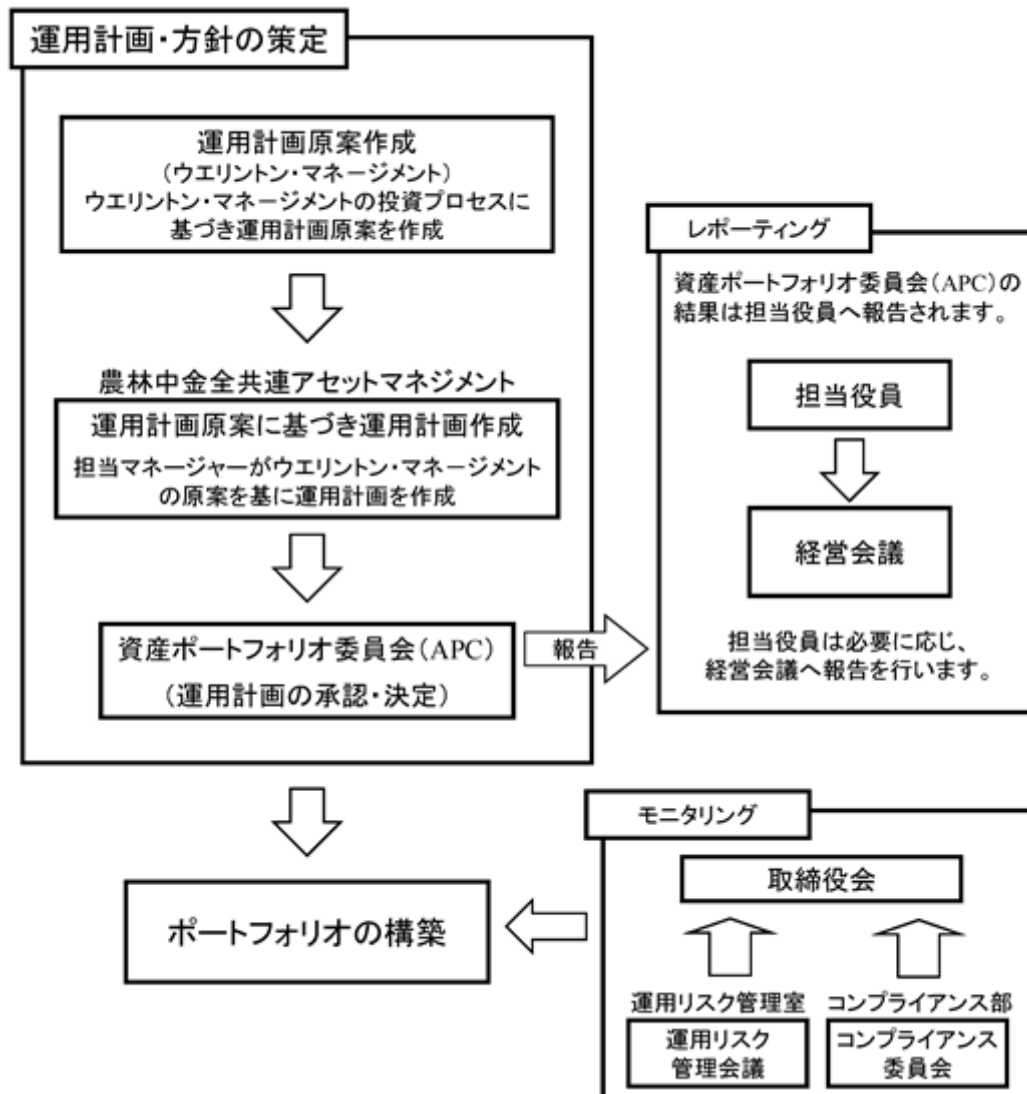 運用計画・方針の策定
運用計画原案作成
（ウエリントン・マネージメント）
ウエリントン・マネージメントの投資プロセスに
基づき運用計画原案を作成
農林中金全共連アセットマネジメント
運用計画原案に基づき運用計画作成
担当マネージャーがウエリントン・マネージメント
の原案を基に運用計画を作成
資産ポートフォリオ委員会（APC）
（運用計画の承認・決定）
報告
レポーティング
資産ポートフォリオ委員会（APC）の
結果は担当役員へ報告されます。
担当役員
経営会議
担当役員は必要に応じ、
経営会議へ報告を行います。
ポートフォリオの構築
モニタリング
取締役会
運用リスク管理室
運用リスク
管理会議
コンプライアンス部
コンプライアンス
委員会